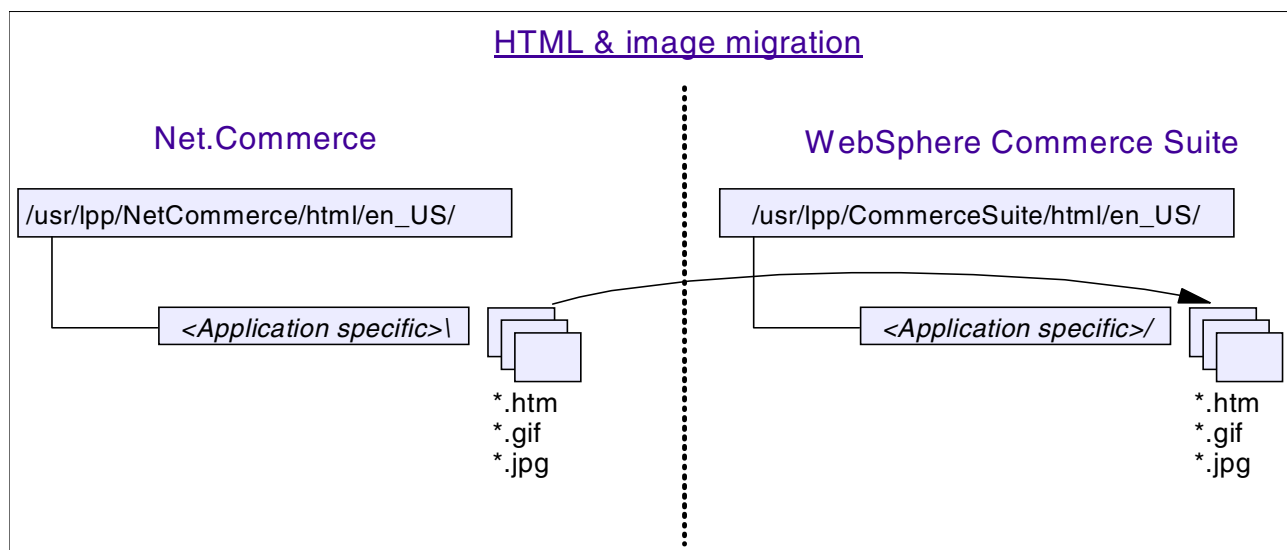 HTML & image migration
Net.Commerce
/usr/lpp/NetCommerce/html/en_US/
<Application specific>\
*.htm
*.gif
*.jpg
WebSphere Commerce Suite
/usr/lpp/CommerceSuite/html/en_US/
<Application specific>/
*.htm
*.gif
*.jpg